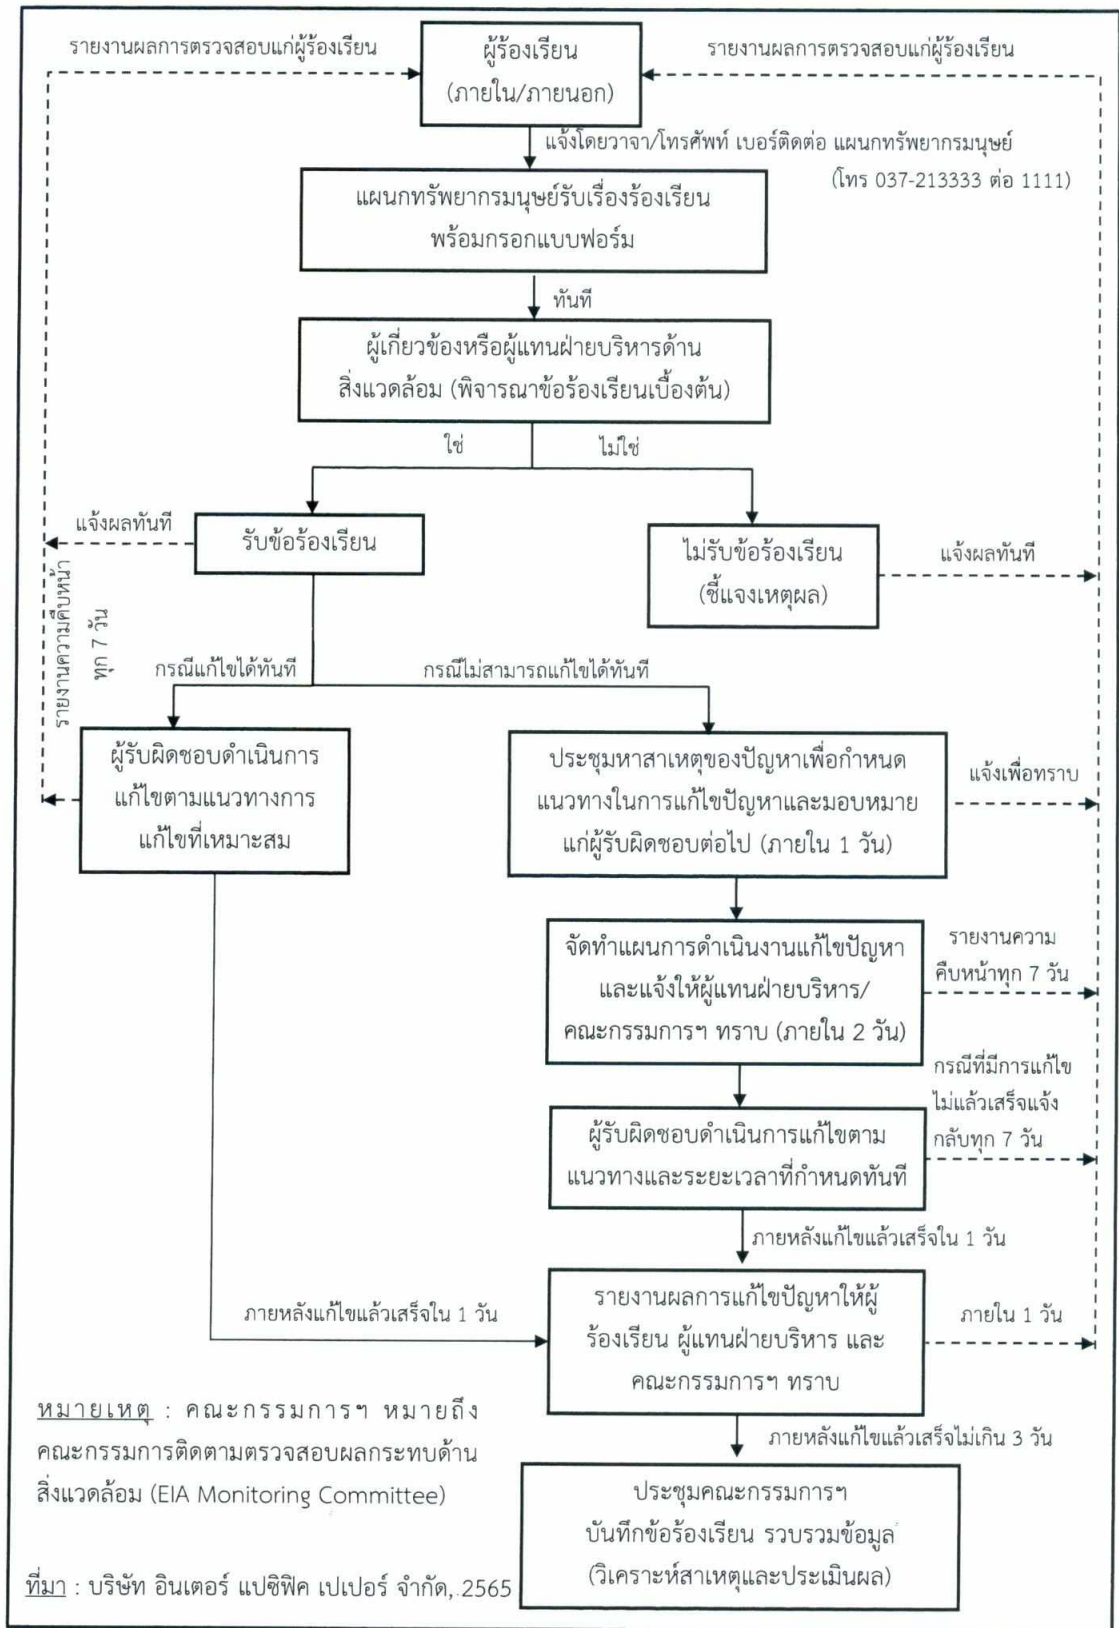 รายงานผลการตรวจสอบแก่ผู้ร้องเรียน
ผู้ร้องเรียน
(ภายใน/ภายนอก)
รายงานผลการตรวจสอบแก่ผู้ร้องเรียน
แจ้งโดยวาจา/โทรศัพท์ เบอร์ติดต่อ แผนกทรัพยากรมนุษย์
(โทร 037-213333 ต่อ 1111)
แผนกทรัพยากรมนุษย์รับเรื่องร้องเรียน
พร้อมกรอกแบบฟอร์ม
ทันที
ผู้เกี่ยวข้องหรือผู้แทนฝ่ายบริหารด้าน
สิ่งแวดล้อม (พิจารณาข้อร้องเรียนเบื้องต้น)
ใช่
ไม่ใช่
แจ้งผลทันที
รับข้อร้องเรียน
ไม่รับข้อร้องเรียน
(ชี้แจงเหตุผล)
แจ้งผลทันที
รายงานความคืบหน้า
ทุก 7 วัน
กรณีแก้ไขได้ทันที
กรณีไม่สามารถแก้ไขได้ทันที
ผู้รับผิดชอบดำเนินการ
แก้ไขตามแนวทางการ
แก้ไขที่เหมาะสม
ประชุมหาสาเหตุของปัญหาเพื่อกำหนด
แนวทางในการแก้ไขปัญหาและมอบหมาย
แก่ผู้รับผิดชอบต่อไป (ภายใน 1 วัน)
แจ้งเพื่อทราบ
จัดทำแผนการดำเนินงานแก้ไขปัญหา
และแจ้งให้ผู้แทนฝ่ายบริหาร/
คณะกรรมการฯ ทราบ (ภายใน 2 วัน)
รายงานความ
คืบหน้าทุก 7 วัน
กรณีที่มีการแก้ไข
ไม่แล้วเสร็จแจ้ง
กลับทุก 7 วัน
ผู้รับผิดชอบดำเนินการแก้ไขตาม
แนวทางและระยะเวลาที่กำหนดทันที
ภายหลังแก้ไขแล้วเสร็จใน 1 วัน
ภายหลังแก้ไขแล้วเสร็จใน 1 วัน
รายงานผลการแก้ไขปัญหาให้ผู้
ร้องเรียน ผู้แทนฝ่ายบริหาร และ
คณะกรรมการฯ ทราบ
ภายใน 1 วัน
ภายหลังแก้ไขแล้วเสร็จไม่เกิน 3 วัน
ประชุมคณะกรรมการฯ
บันทึกข้อร้องเรียน รวบรวมข้อมูล
(วิเคราะห์สาเหตุและประเมินผล)
หมายเหตุ : คณะกรรมการฯ หมายถึง
คณะกรรมการติดตามตรวจสอบผลกระทบด้าน
สิ่งแวดล้อม (EIA Monitoring Committee)
ที่มา : บริษัท อินเตอร์ แปซิฟิค เปเปอร์ จำกัด, 2565